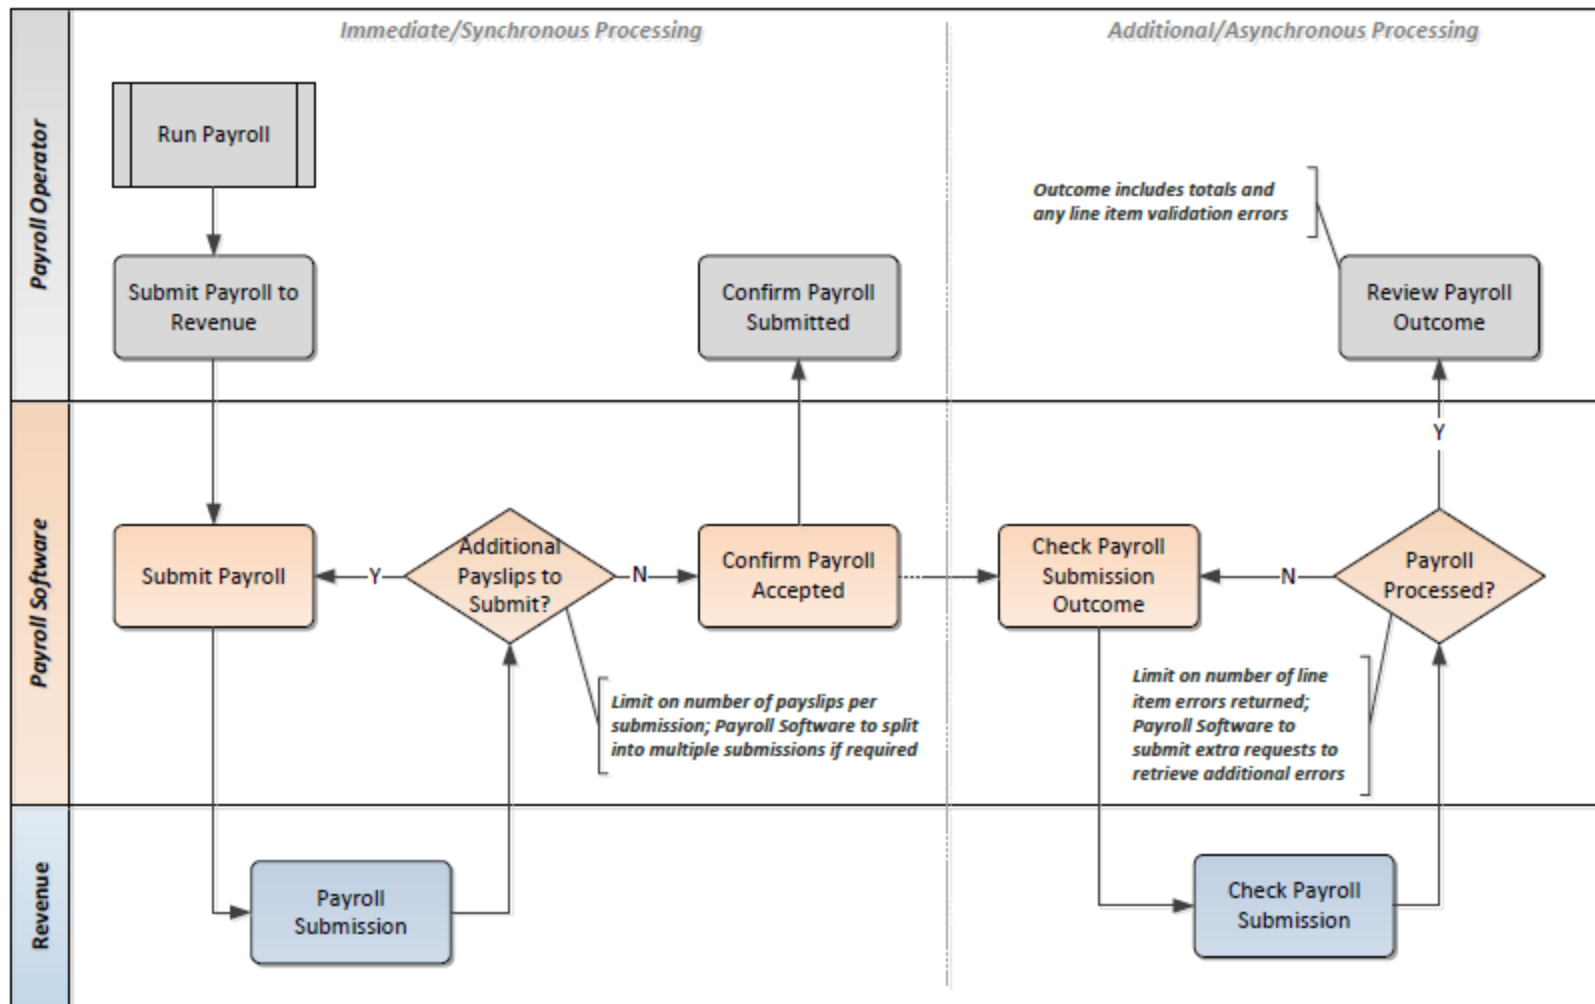 Immediate/Synchronous Processing
Additional/Asynchronous Processing
Payroll Operator
Run Payroll
Outcome includes totals and
any line item validation errors
Submit Payroll to
Revenue
Confirm Payroll
Submitted
Review Payroll
Outcome
Y
Payroll Software
Submit Payroll
Y
Additional
Payslips to
Submit?
N
Confirm Payroll
Accepted
Check Payroll
Submission
Outcome
N
Payroll
Processed?
Limit on number of payslips per
submission; Payroll Software to split
into multiple submissions if required
Limit on number of line
item errors returned;
Payroll Software to
submit extra requests to
retrieve additional errors
Revenue
Payroll
Submission
Check Payroll
Submission